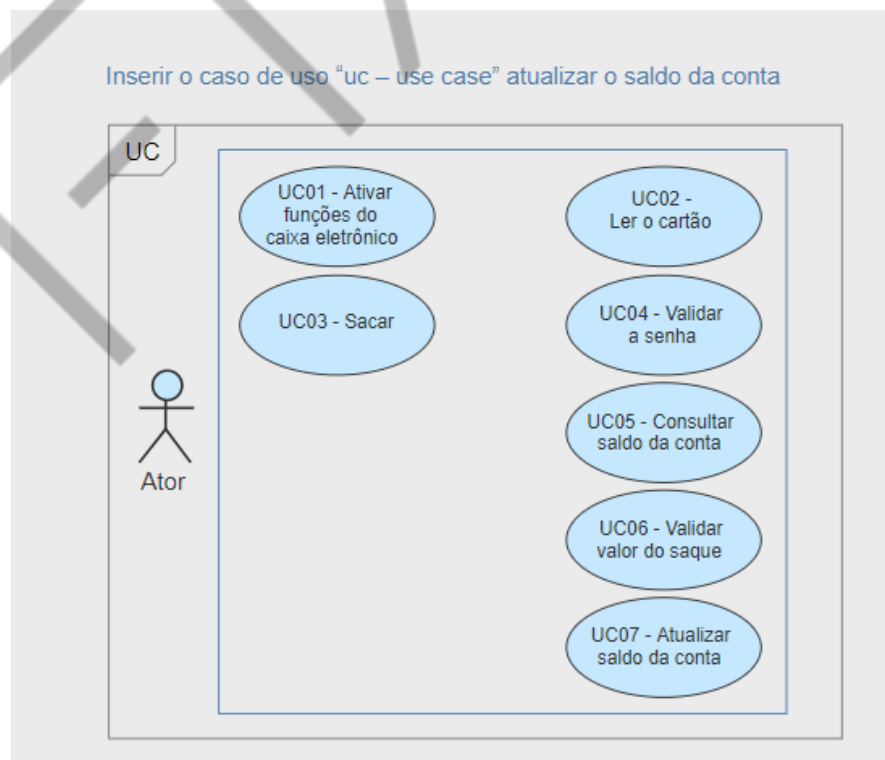 Inserir o caso de uso “uc – use case” atualizar o saldo da conta
UC
UC01 - Ativar
funções do
caixa eletrônico
UC02 -
Ler o cartão
UC03 - Sacar
UC04 - Validar
a senha
UC05 - Consultar
saldo da conta
Ator
UC06 - Validar
valor do saque
UC07 - Atualizar
saldo da conta